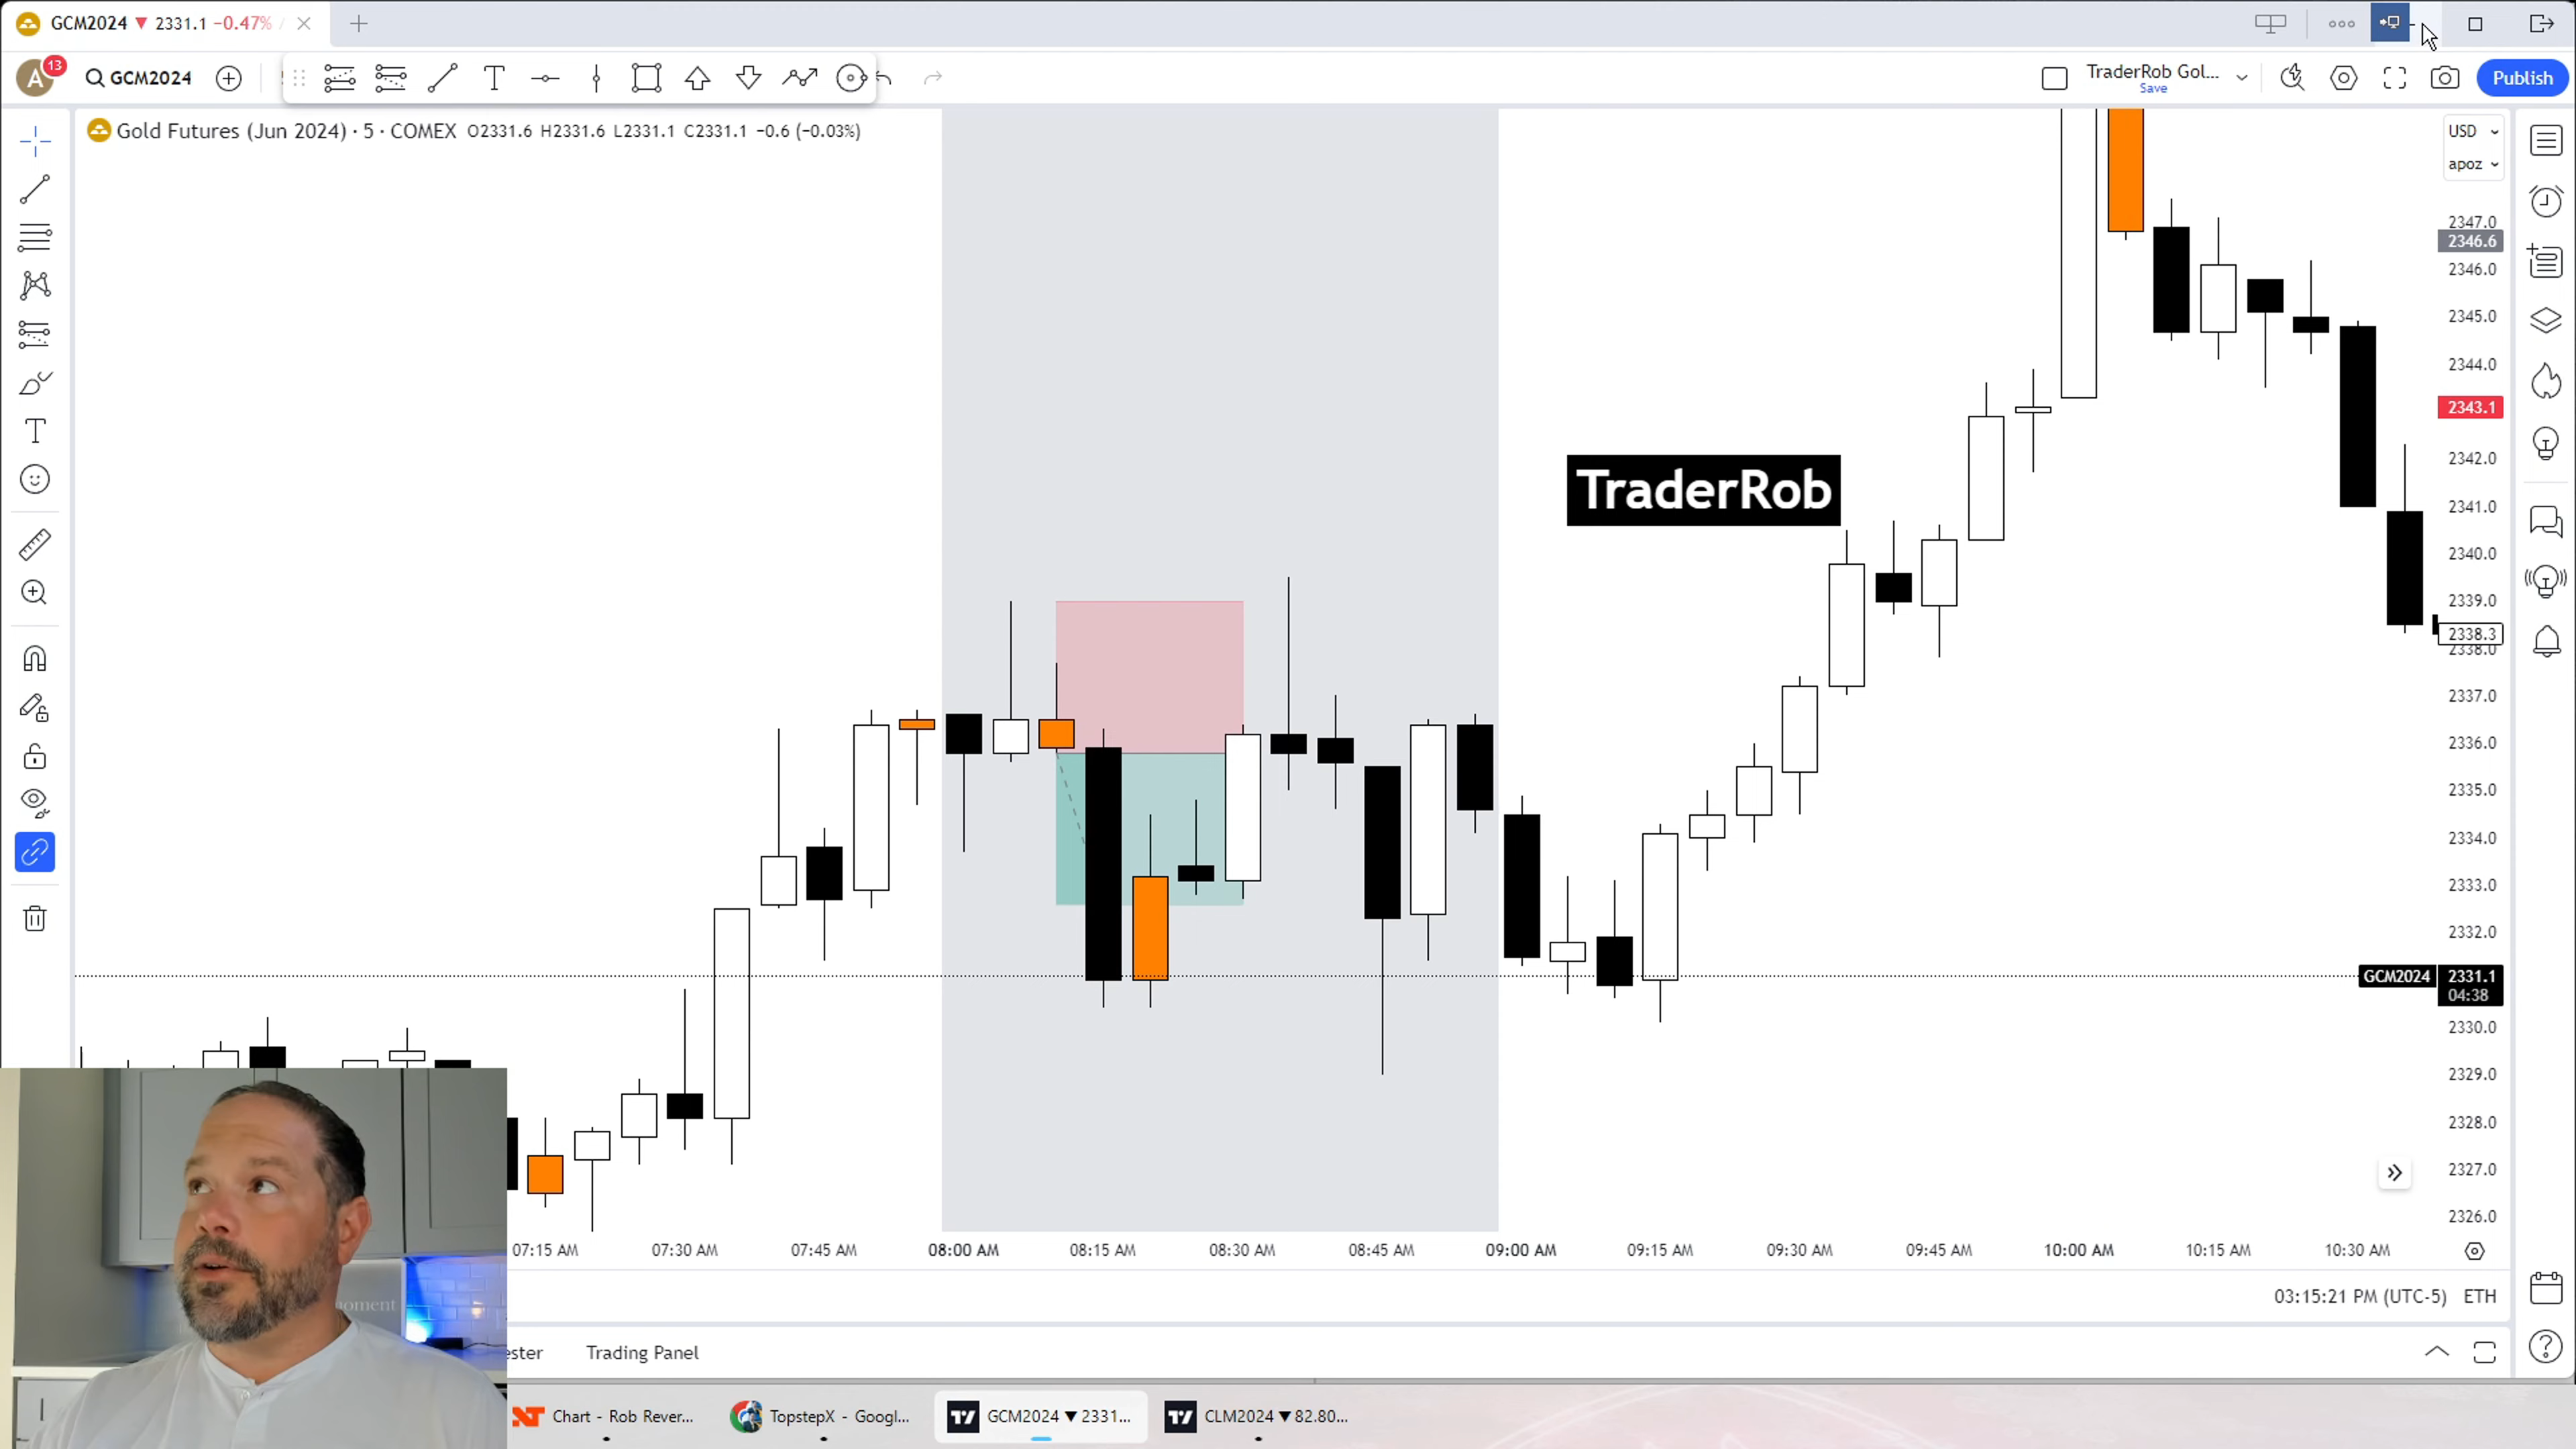 GCM2024 ▼ 2331.1 −0.47% /
A 13 GCM2024
TraderRob Gol...
Save
Publish
Gold Futures (Jun 2024) · 5 · COMEX O2331.6 H2331.6 L2331.1 C2331.1 −0.6 (−0.03%)
USD
apoz
2347.0
2346.6
2346.0
2345.0
2344.0
2343.1
2342.0
2341.0
2340.0
2339.0
2338.3
2338.0
2337.0
2336.0
2335.0
2334.0
2333.0
2332.0
GCM2024 2331.1
04:38
2330.0
2329.0
2328.0
2327.0
2326.0
TraderRob
07:15 AM 07:30 AM 07:45 AM 08:00 AM 08:15 AM 08:30 AM 08:45 AM 09:00 AM 09:15 AM 09:30 AM 09:45 AM 10:00 AM 10:15 AM 10:30 AM
moment
03:15:21 PM (UTC-5) ETH
ester Trading Panel
Chart - Rob Rever... TopstepX - Googl... GCM2024 ▼ 2331... CLM2024 ▼ 82.80...